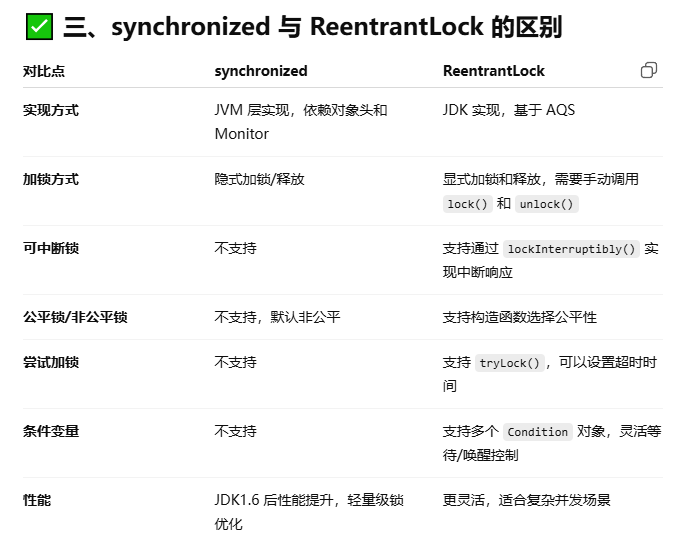 ✅ 三、synchronized 与 ReentrantLock 的区别
对比点 synchronized ReentrantLock
实现方式 JVM 层实现，依赖对象头和 JDK 实现，基于 AQS
Monitor
加锁方式 隐式加锁/释放 显式加锁和释放，需要手动调用
lock() 和 unlock()
可中断锁 不支持 支持通过 lockInterruptibly() 实
现中断响应
公平锁/非公平锁 不支持，默认非公平 支持构造函数选择公平性
尝试加锁 不支持 支持 tryLock()，可以设置超时时
间
条件变量 不支持 支持多个 Condition 对象，灵活等
待/唤醒控制
性能 JDK1.6 后性能提升，轻量级锁 更灵活，适合复杂并发场景
优化